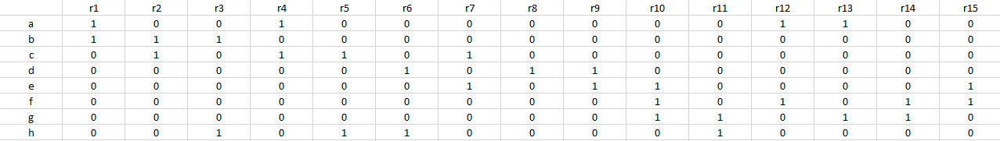 r1 r2 r3 r4 r5 r6 r7 r8 r9 r10 r11 r12 r13 r14 r15
a 1 0 0 1 0 0 0 0 0 0 0 1 1 0 0
b 1 1 1 0 0 0 0 0 0 0 0 0 0 0 0
c 0 1 0 1 1 0 1 0 0 0 0 0 0 0 0
d 0 0 0 0 0 1 0 1 1 0 0 0 0 0 0
e 0 0 0 0 0 0 1 0 1 1 0 0 0 0 1
f 0 0 0 0 0 0 0 0 0 1 0 1 0 1 1
g 0 0 0 0 0 0 0 0 0 1 1 0 1 1 0
h 0 0 1 0 1 1 0 0 0 0 1 0 0 0 0